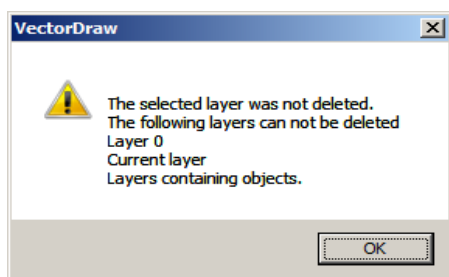 VectorDraw
The selected layer was not deleted.
The following layers can not be deleted
Layer 0
Current layer
Layers containing objects.
OK